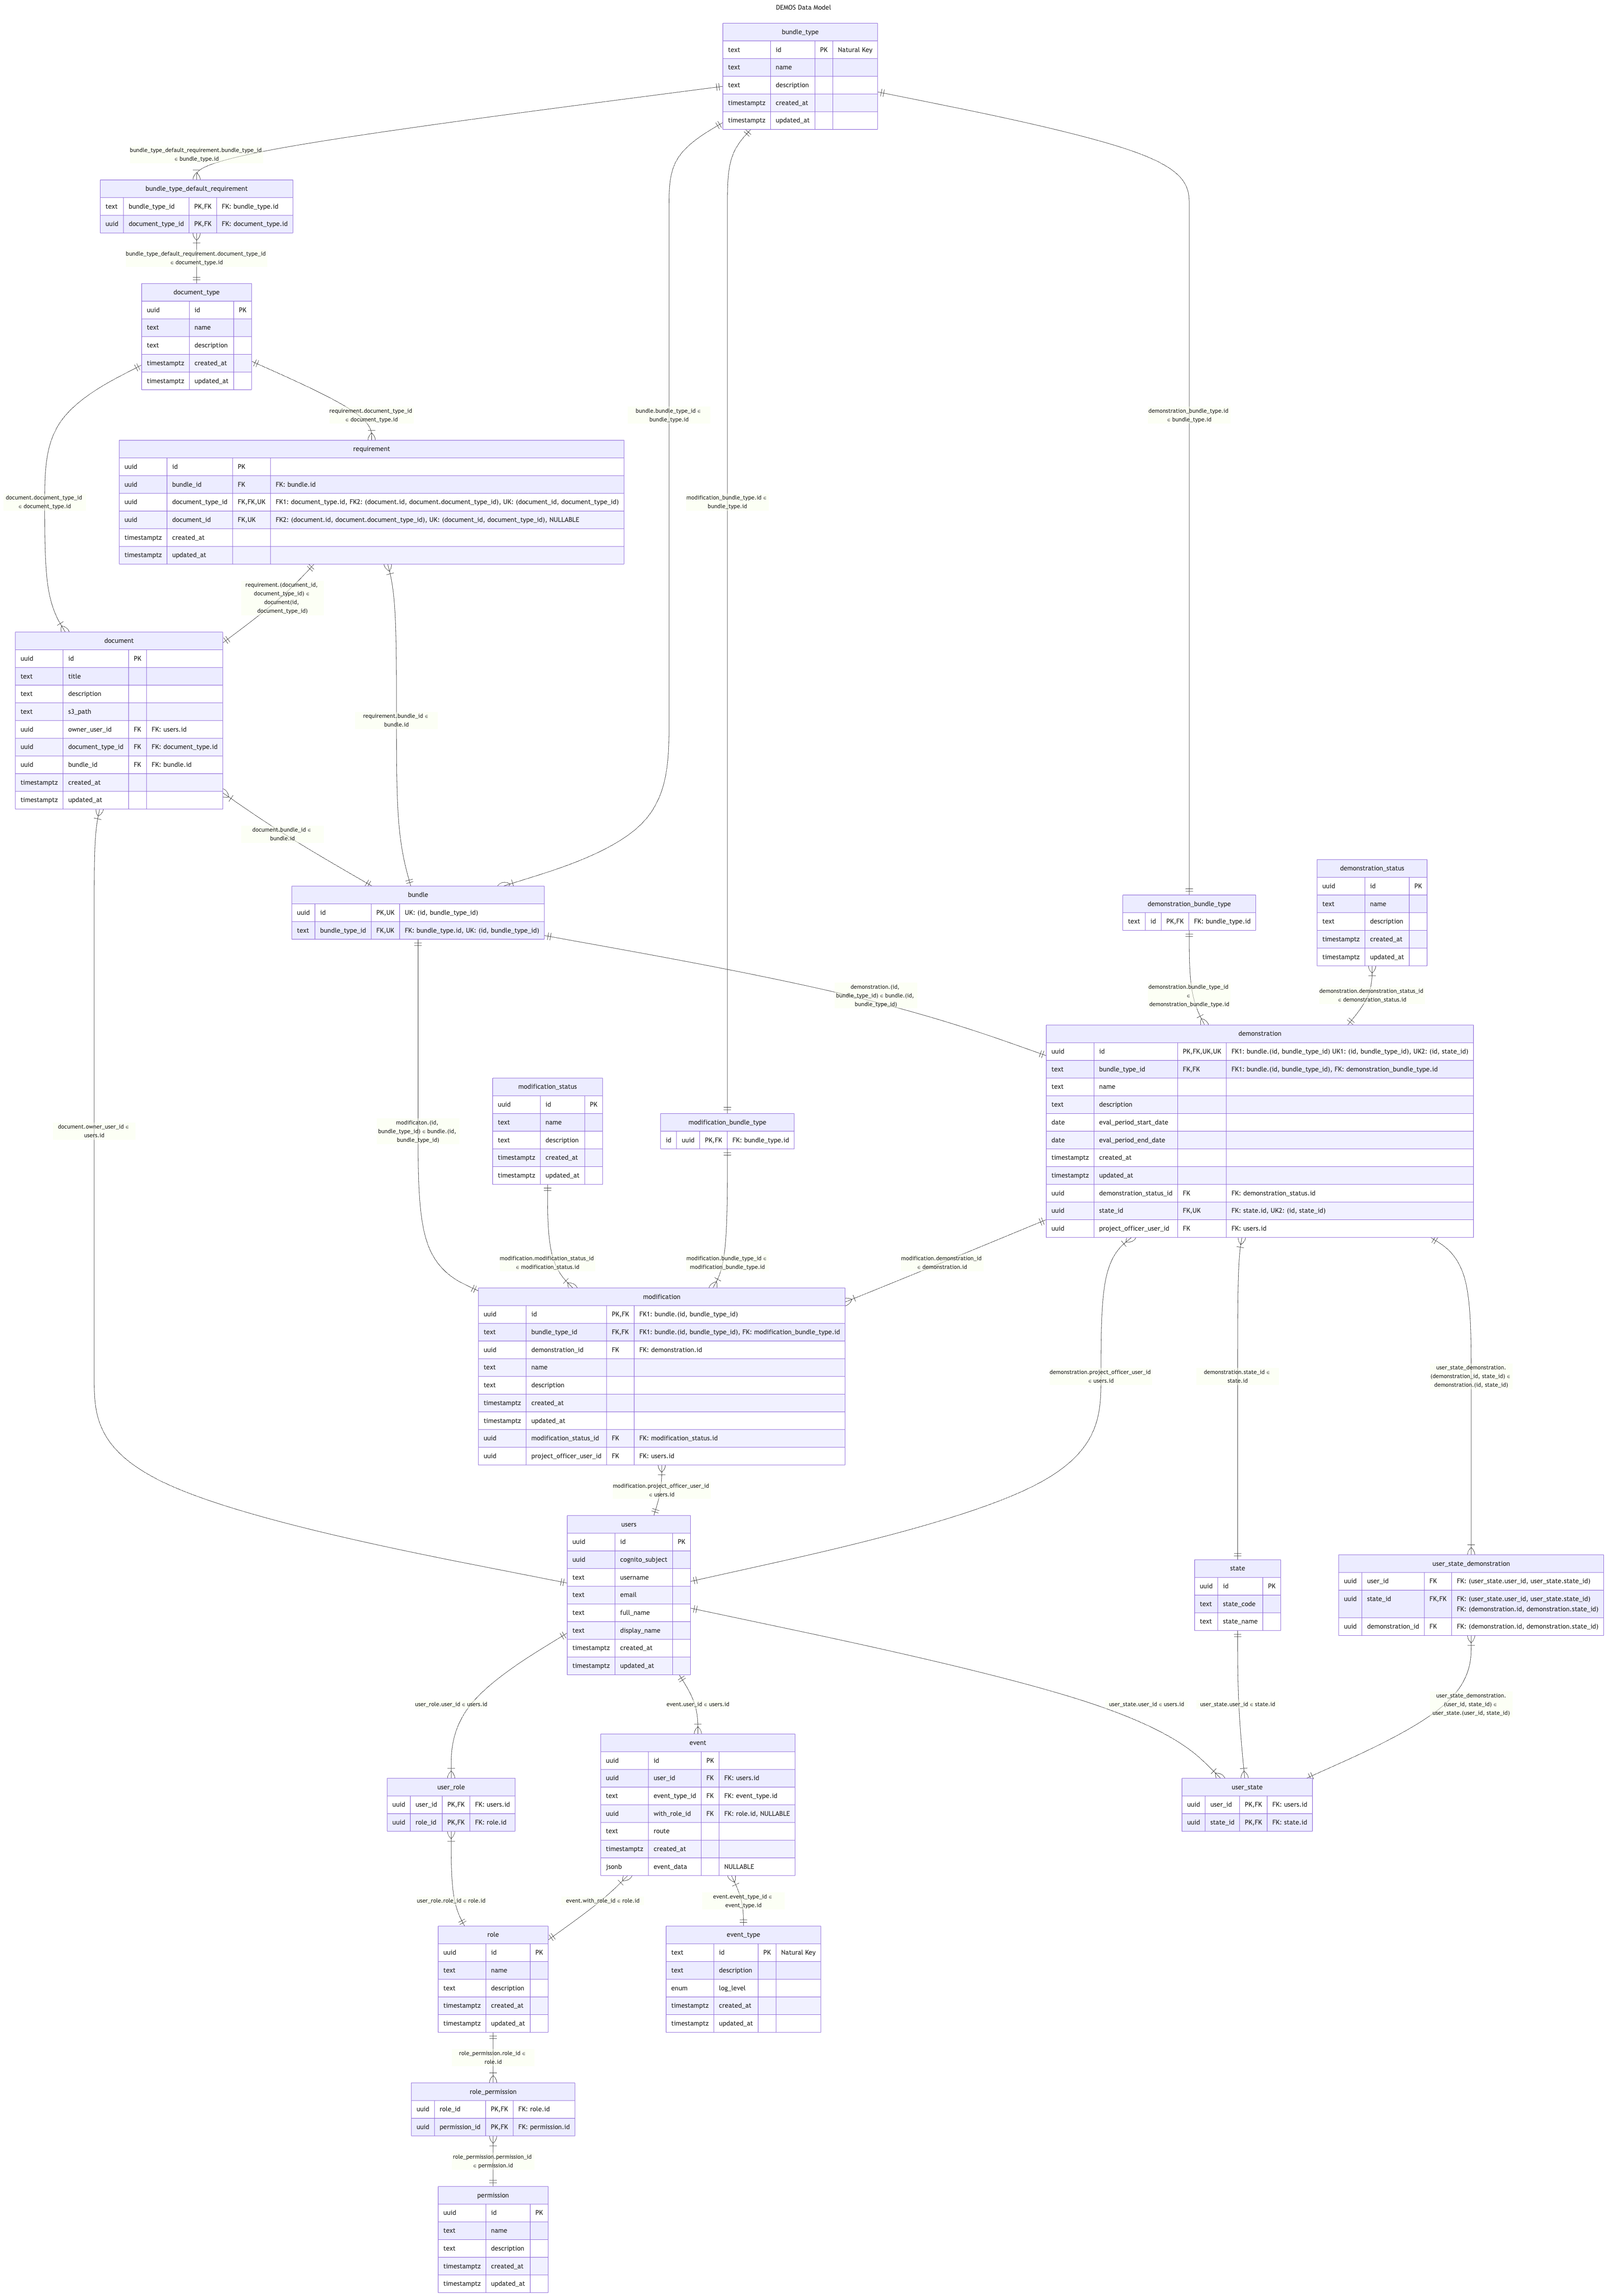 DEMOS Data Model
bundle_type
text id PK Natural Key
text name
text description
timestamptz created_at
timestamptz updated_at
bundle_type_default_requirement.bundle_type_id
⊂ bundle_type.id
bundle_type_default_requirement
text bundle_type_id PK,FK FK: bundle_type.id
uuid document_type_id PK,FK FK: document_type.id
bundle_type_default_requirement.document_type_id
⊂ document_type.id
document_type
uuid id PK
text name
text description
timestamptz created_at
timestamptz updated_at
requirement.document_type_id
⊂ document_type.id
bundle.bundle_type_id ⊂
bundle_type.id
demonstration_bundle_type.id
⊂ bundle_type.id
requirement
uuid id PK
uuid bundle_id FK FK: bundle.id
uuid document_type_id FK,FK,UK FK1: document_type.id, FK2: (document.id, document.document_type_id), UK: (document_id, document_type_id)
uuid document_id FK,UK FK2: (document.id, document.document_type_id), UK: (document_id, document_type_id), NULLABLE
timestamptz created_at
timestamptz updated_at
document.document_type_id
⊂ document_type.id
modification_bundle_type.id ⊂
bundle_type.id
requirement.(document_id,
document_type_id) ⊂
document(id,
document_type_id)
document
uuid id PK
text title
text description
text s3_path
uuid owner_user_id FK FK: users.id
uuid document_type_id FK FK: document_type.id
uuid bundle_id FK FK: bundle.id
timestamptz created_at
timestamptz updated_at
requirement.bundle_id ⊂
bundle.id
document.bundle_id ⊂
bundle.id
bundle
uuid id PK,UK UK: (id, bundle_type_id)
text bundle_type_id FK,UK FK: bundle_type.id, UK: (id, bundle_type_id)
demonstration_bundle_type
text id PK,FK FK: bundle_type.id
demonstration_status
uuid id PK
text name
text description
timestamptz created_at
timestamptz updated_at
demonstration.(id,
bundle_type_id) ⊂ bundle.(id,
bundle_type_id)
demonstration.bundle_type_id
⊂
demonstration_bundle_type.id
demonstration.demonstration_status_id
⊂ demonstration_status.id
demonstration
uuid id PK,FK,UK,UK FK1: bundle.(id, bundle_type_id) UK1: (id, bundle_type_id), UK2: (id, state_id)
text bundle_type_id FK,FK FK1: bundle.(id, bundle_type_id), FK: demonstration_bundle_type.id
text name
text description
date eval_period_start_date
date eval_period_end_date
timestamptz created_at
timestamptz updated_at
uuid demonstration_status_id FK FK: demonstration_status.id
uuid state_id FK,UK FK: state.id, UK2: (id, state_id)
uuid project_officer_user_id FK FK: users.id
document.owner_user_id ⊂
users.id
modificaton.(id,
bundle_type_id) ⊂ bundle.(id,
bundle_type_id)
modification_status
uuid id PK
text name
text description
timestamptz created_at
timestamptz updated_at
modification_bundle_type
id uuid PK,FK FK: bundle_type.id
modification.modification_status_id
⊂ modification_status.id
modification.bundle_type_id ⊂
modification_bundle_type.id
modification.demonstration_id
⊂ demonstration.id
modification
uuid id PK,FK FK1: bundle.(id, bundle_type_id)
text bundle_type_id FK,FK FK1: bundle.(id, bundle_type_id), FK: modification_bundle_type.id
uuid demonstration_id FK FK: demonstration.id
text name
text description
timestamptz created_at
timestamptz updated_at
uuid modification_status_id FK FK: modification_status.id
uuid project_officer_user_id FK FK: users.id
demonstration.project_officer_user_id
⊂ users.id
demonstration.state_id ⊂
state.id
user_state_demonstration.
(demonstration_id, state_id) ⊂
demonstration.(id, state_id)
modification.project_officer_user_id
⊂ users.id
users
uuid id PK
uuid cognito_subject
text username
text email
text full_name
text display_name
timestamptz created_at
timestamptz updated_at
state
uuid id PK
text state_code
text state_name
user_state_demonstration
uuid user_id FK FK: (user_state.user_id, user_state.state_id)
uuid state_id FK,FK FK: (user_state.user_id, user_state.state_id)
FK: (demonstration.id, demonstration.state_id)
uuid demonstration_id FK FK: (demonstration.id, demonstration.state_id)
user_role.user_id ⊂ users.id
event.user_id ⊂ users.id
user_state.user_id ⊂ users.id
user_state.user_id ⊂ state.id
user_state_demonstration.
(user_id, state_id) ⊂
user_state.(user_id, state_id)
user_role
uuid user_id PK,FK FK: users.id
uuid role_id PK,FK FK: role.id
event
uuid id PK
uuid user_id FK FK: users.id
text event_type_id FK FK: event_type.id
uuid with_role_id FK FK: role.id, NULLABLE
text route
timestamptz created_at
jsonb event_data NULLABLE
user_state
uuid user_id PK,FK FK: users.id
uuid state_id PK,FK FK: state.id
user_role.role_id ⊂ role.id
event.with_role_id ⊂ role.id
event.event_type_id ⊂
event_type.id
role
uuid id PK
text name
text description
timestamptz created_at
timestamptz updated_at
event_type
text id PK Natural Key
text description
enum log_level
timestamptz created_at
timestamptz updated_at
role_permission.role_id ⊂
role.id
role_permission
uuid role_id PK,FK FK: role.id
uuid permission_id PK,FK FK: permission.id
role_permission.permission_id
⊂ permission.id
permission
uuid id PK
text name
text description
timestamptz created_at
timestamptz updated_at